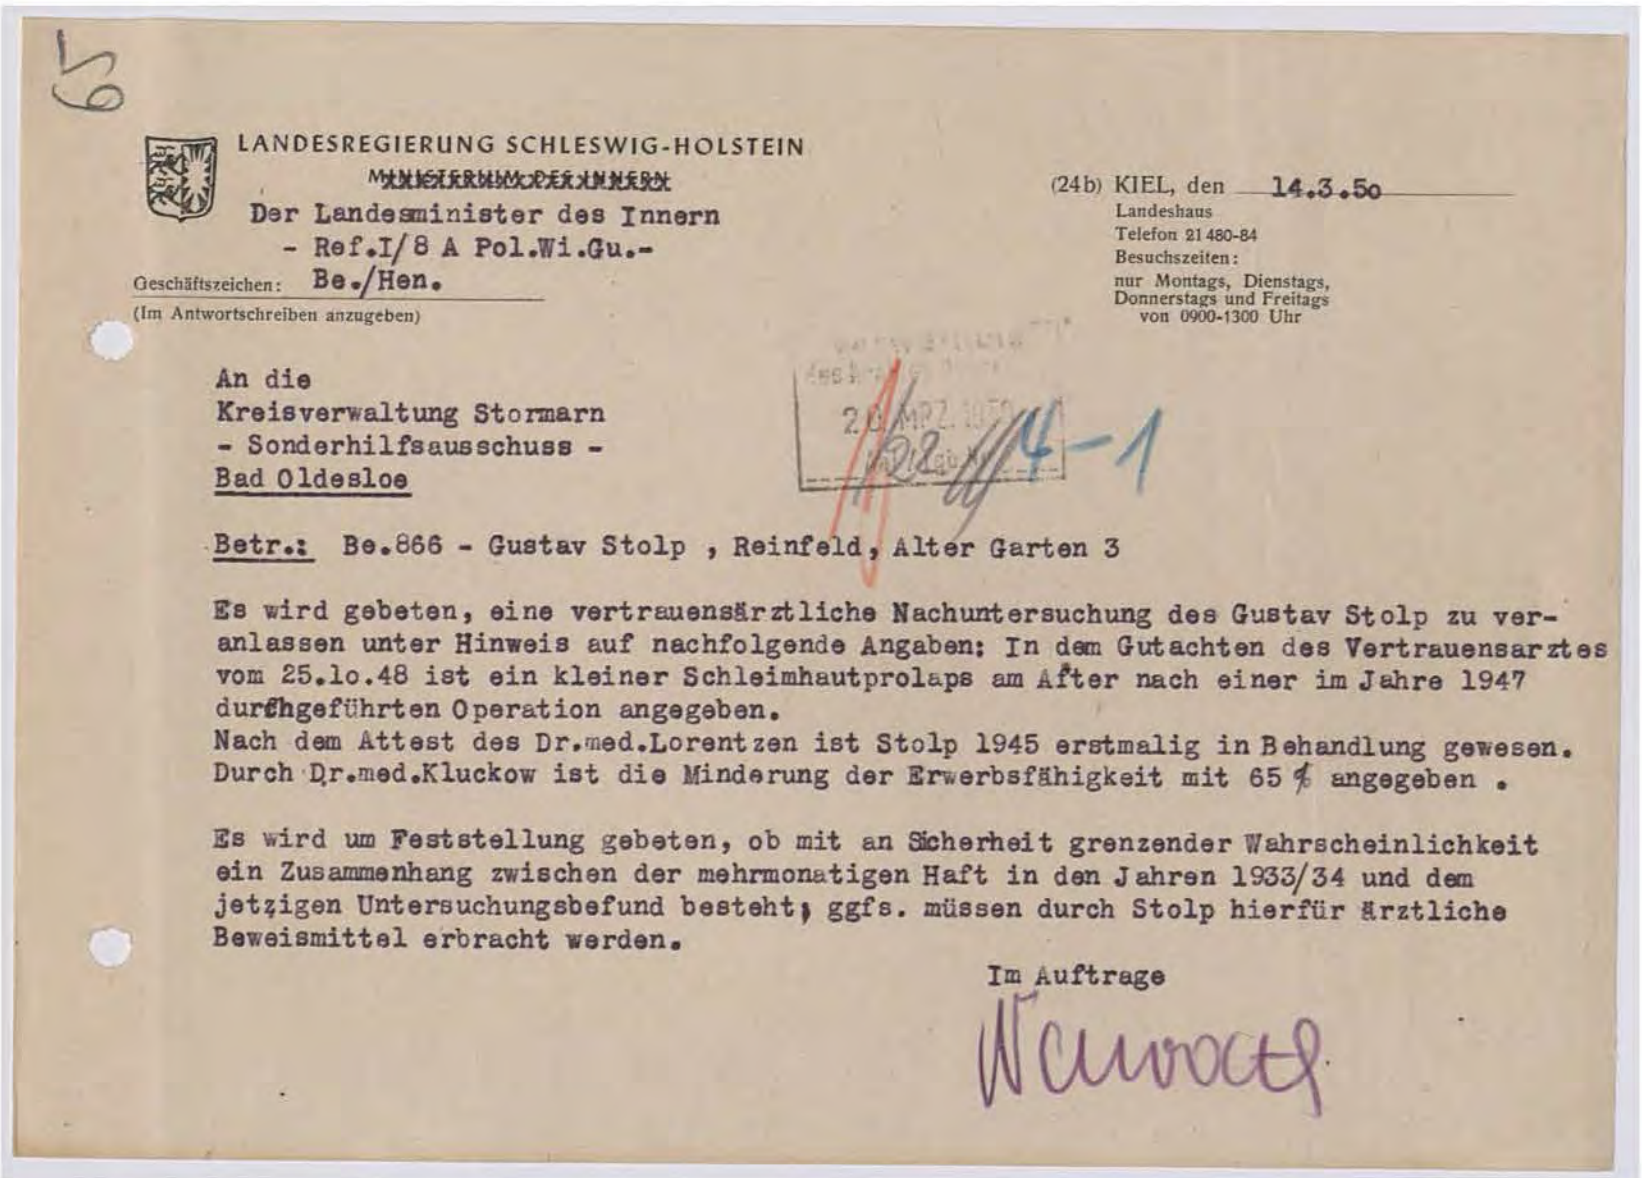 LANDESREGIERUNG SCHLESWIG-HOLSTEIN
MINISTERIUM DES INNERN
Der Landesminister des Innern
- Ref.I/8 A Pol.Wi.Gu.-
Geschäftszeichen: Be./Hen.
(Im Antwortschreiben anzugeben)
(24b) KIEL, den 14.3.5o
Landeshaus
Telefon 21 480-84
Besuchszeiten:
nur Montags, Dienstags,
Donnerstags und Freitags
von 0900-1300 Uhr
20. MRZ. 1950
4-1
An die
Kreisverwaltung Stormarn
- Sonderhilfsausschuss -
Bad Oldesloe
Betr.: Be.866 - Gustav Stolp , Reinfeld, Alter Garten 3
Es wird gebeten, eine vertrauensärztliche Nachuntersuchung des Gustav Stolp zu ver-
anlassen unter Hinweis auf nachfolgende Angaben: In dem Gutachten des Vertrauensarztes
vom 25.1o.48 ist ein kleiner Schleimhautprolaps am After nach einer im Jahre 1947
durchgeführten Operation angegeben.
Nach dem Attest des Dr.med.Lorentzen ist Stolp 1945 erstmalig in Behandlung gewesen.
Durch Dr.med.Kluckow ist die Minderung der Erwerbsfähigkeit mit 65 % angegeben .
Es wird um Feststellung gebeten, ob mit an Sicherheit grenzender Wahrscheinlichkeit
ein Zusammenhang zwischen der mehrmonatigen Haft in den Jahren 1933/34 und dem
jetzigen Untersuchungsbefund besteht, ggfs. müssen durch Stolp hierfür ärztliche
Beweismittel erbracht werden.
Im Auftrage